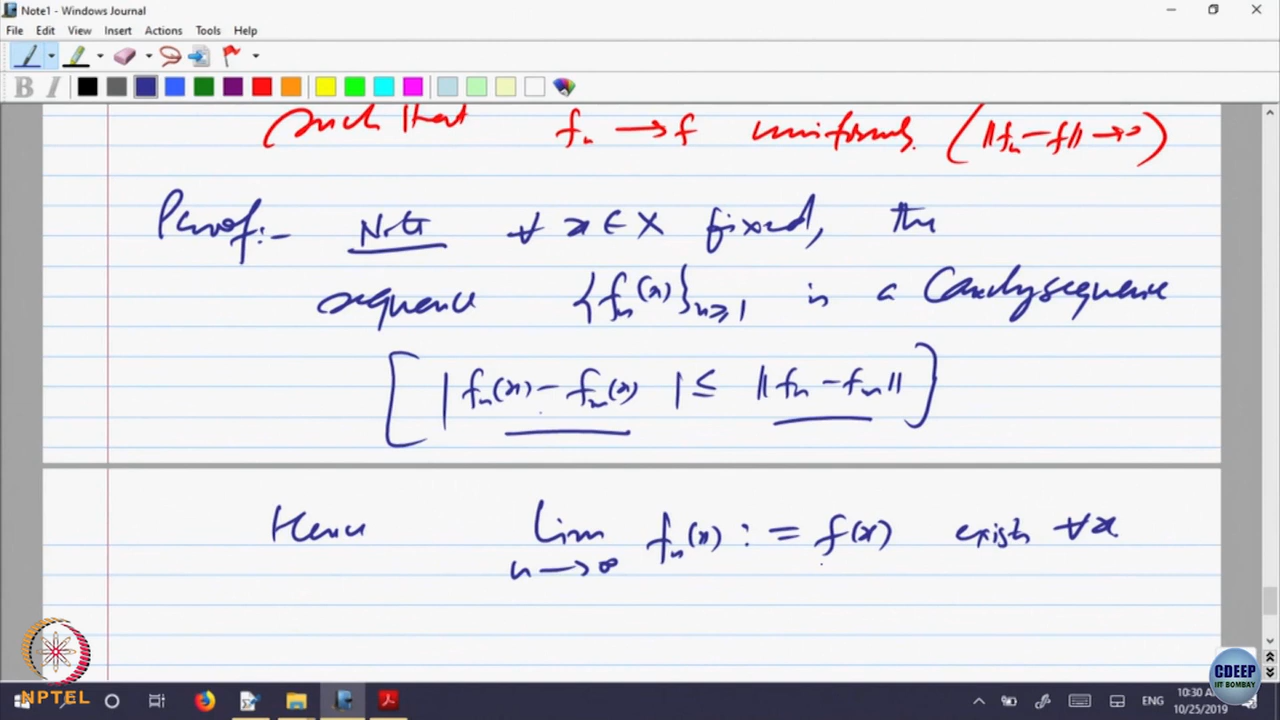 Note1 - Windows Journal
File Edit View Insert Actions Tools Help
B I
such that fn → f uniformly. (‖fn − f‖ → 0)
Proof:- Note ∀ x ∈ X fixed, the
sequence {fn(x)}n≥1 is a Cauchy sequence
[ | fn(x) − fm(x) | ≤ ‖fn − fm‖ ]
Hence lim n→∞ fn(x) := f(x) exists ∀x
NPTEL
CDEEP
IIT BOMBAY
ENG
10/25/2019